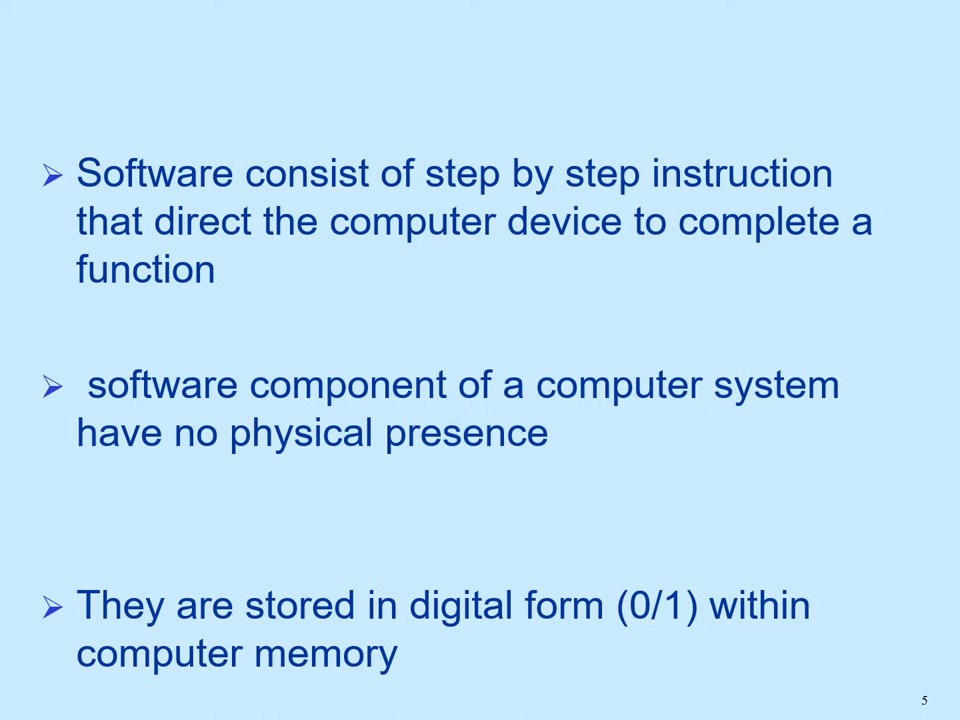 ➢ Software consist of step by step instruction
that direct the computer device to complete a
function
➢ software component of a computer system
have no physical presence
➢ They are stored in digital form (0/1) within
computer memory
5